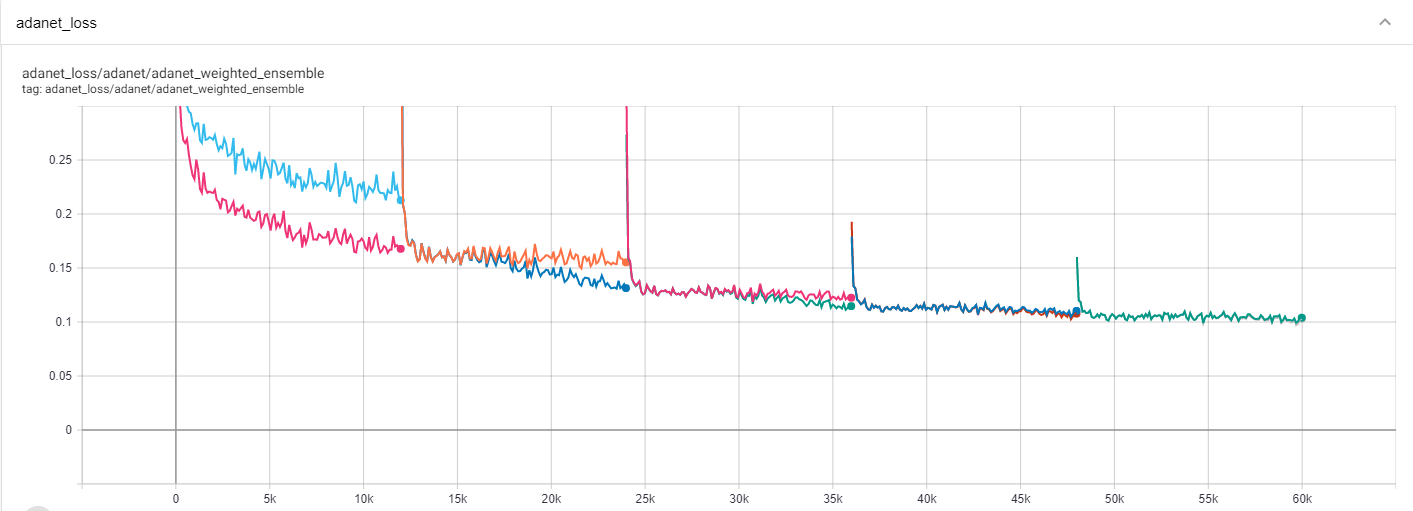 adanet_loss
adanet_loss/adanet/adanet_weighted_ensemble
tag: adanet_loss/adanet/adanet_weighted_ensemble
0.25
0.2
0.15
0.1
0.05
0
0 5k 10k 15k 20k 25k 30k 35k 40k 45k 50k 55k 60k